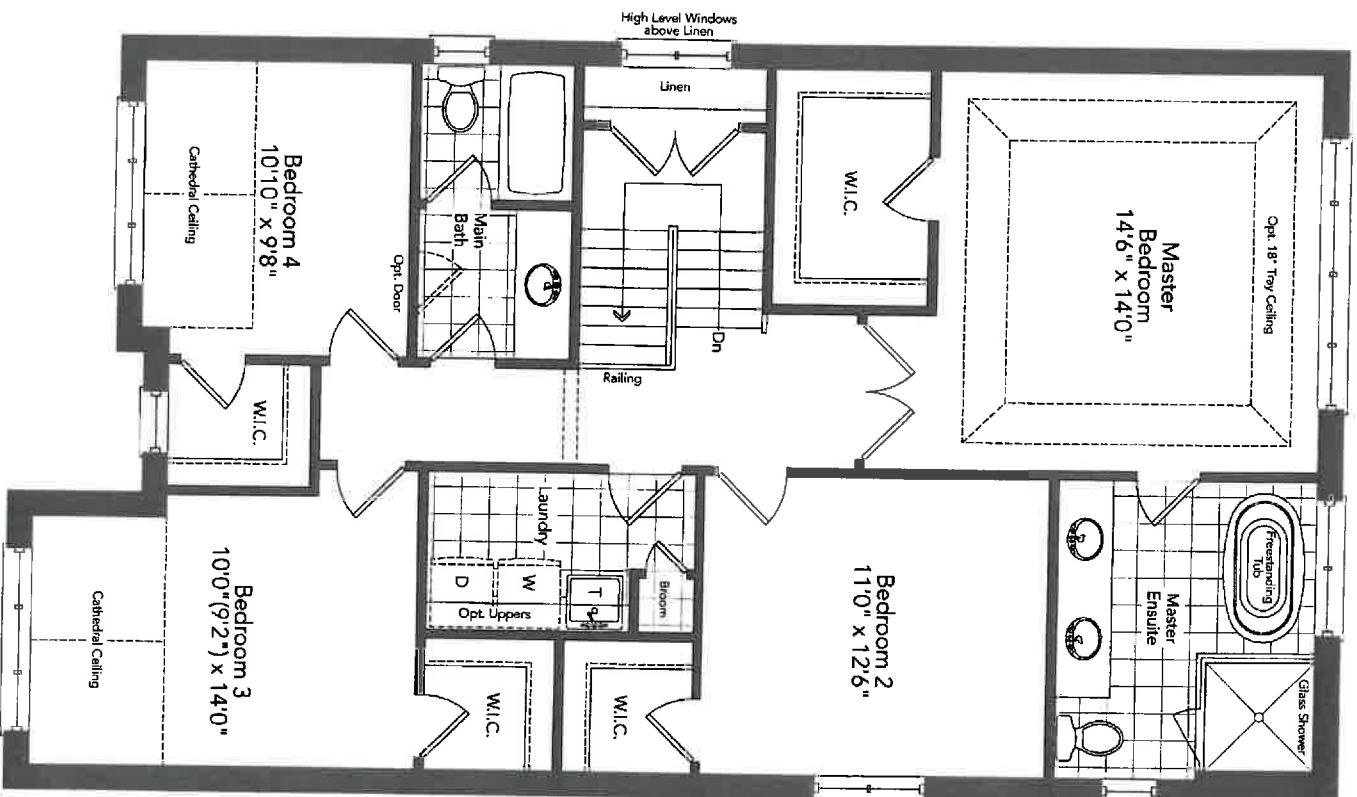 High Level Windows
above Linen
Linen
W.I.C.
Opt. 18" Tray Ceiling
Master
Bedroom
14'6" x 14'0"
Bedroom 4
10'10" x 9'8"
Cathedral Ceiling
Main
Bath
Opt. Door
Dn
Railing
W.I.C.
Laundry
D
W
T
Opt. Uppers
Broom
Bedroom 2
11'0" x 12'6"
Master
Ensuite
Freestanding
Tub
Glass Shower
Bedroom 3
10'0"(9'2") x 14'0"
Cathedral Ceiling
W.I.C.
W.I.C.